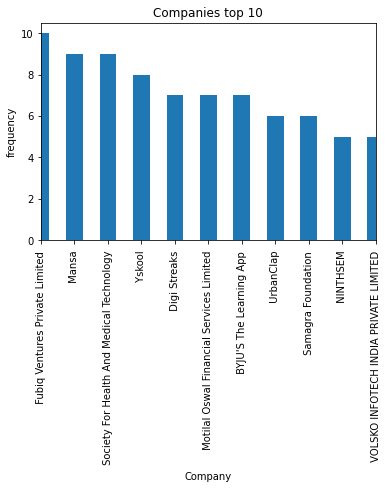 Companies top 10
frequency
10
8
6
4
2
0
Fubiq Ventures Private Limited
Mansa
Society For Health And Medical Technology
Yskool
Digi Streaks
Motilal Oswal Financial Services Limited
BYJU'S The Learning App
UrbanClap
Samagra Foundation
NINTHSEM
VOLSKO INFOTECH INDIA PRIVATE LIMITED
Company